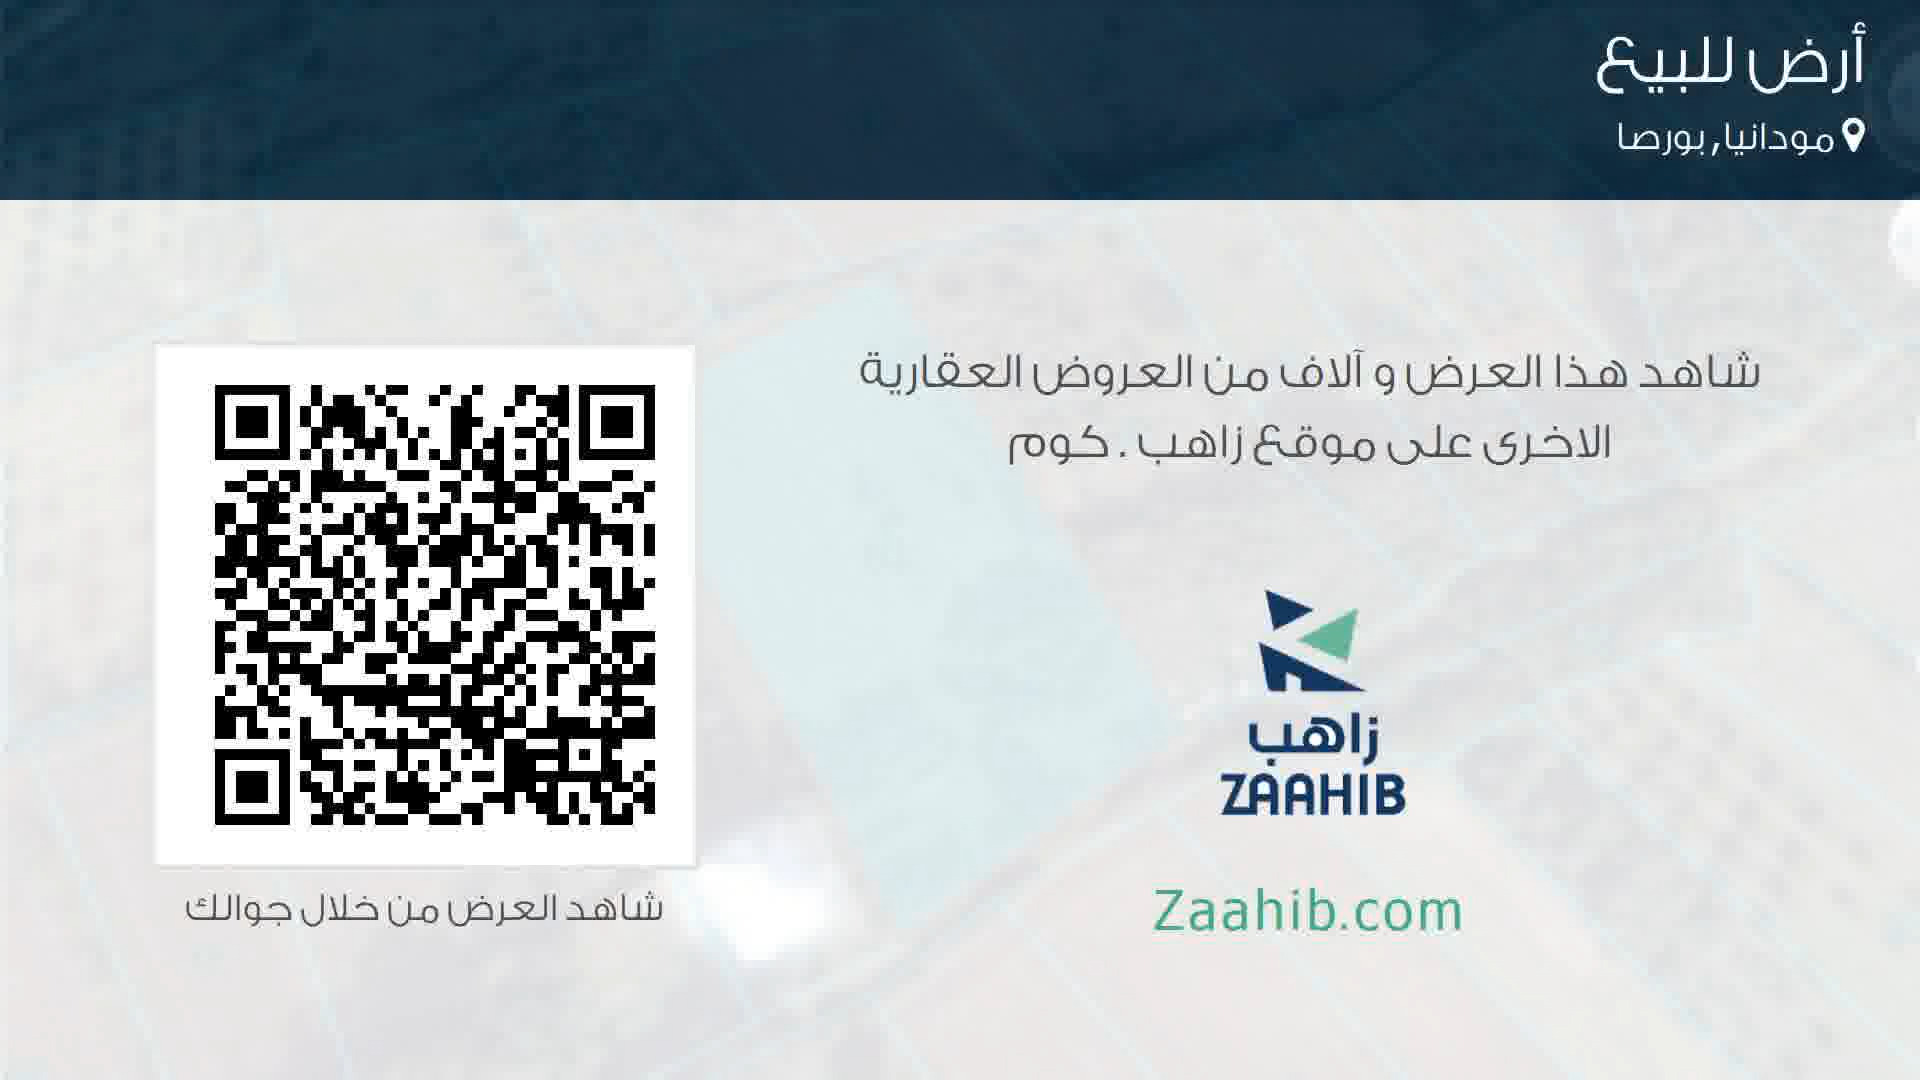 أرض للبيع
مودانيا, بورصا
شاهد هذا العرض و آلاف من العروض العقارية
الاخرى على موقع زاهب . كوم
زاهب
ZAAHIB
Zaahib.com
شاهد العرض من خلال جوالك